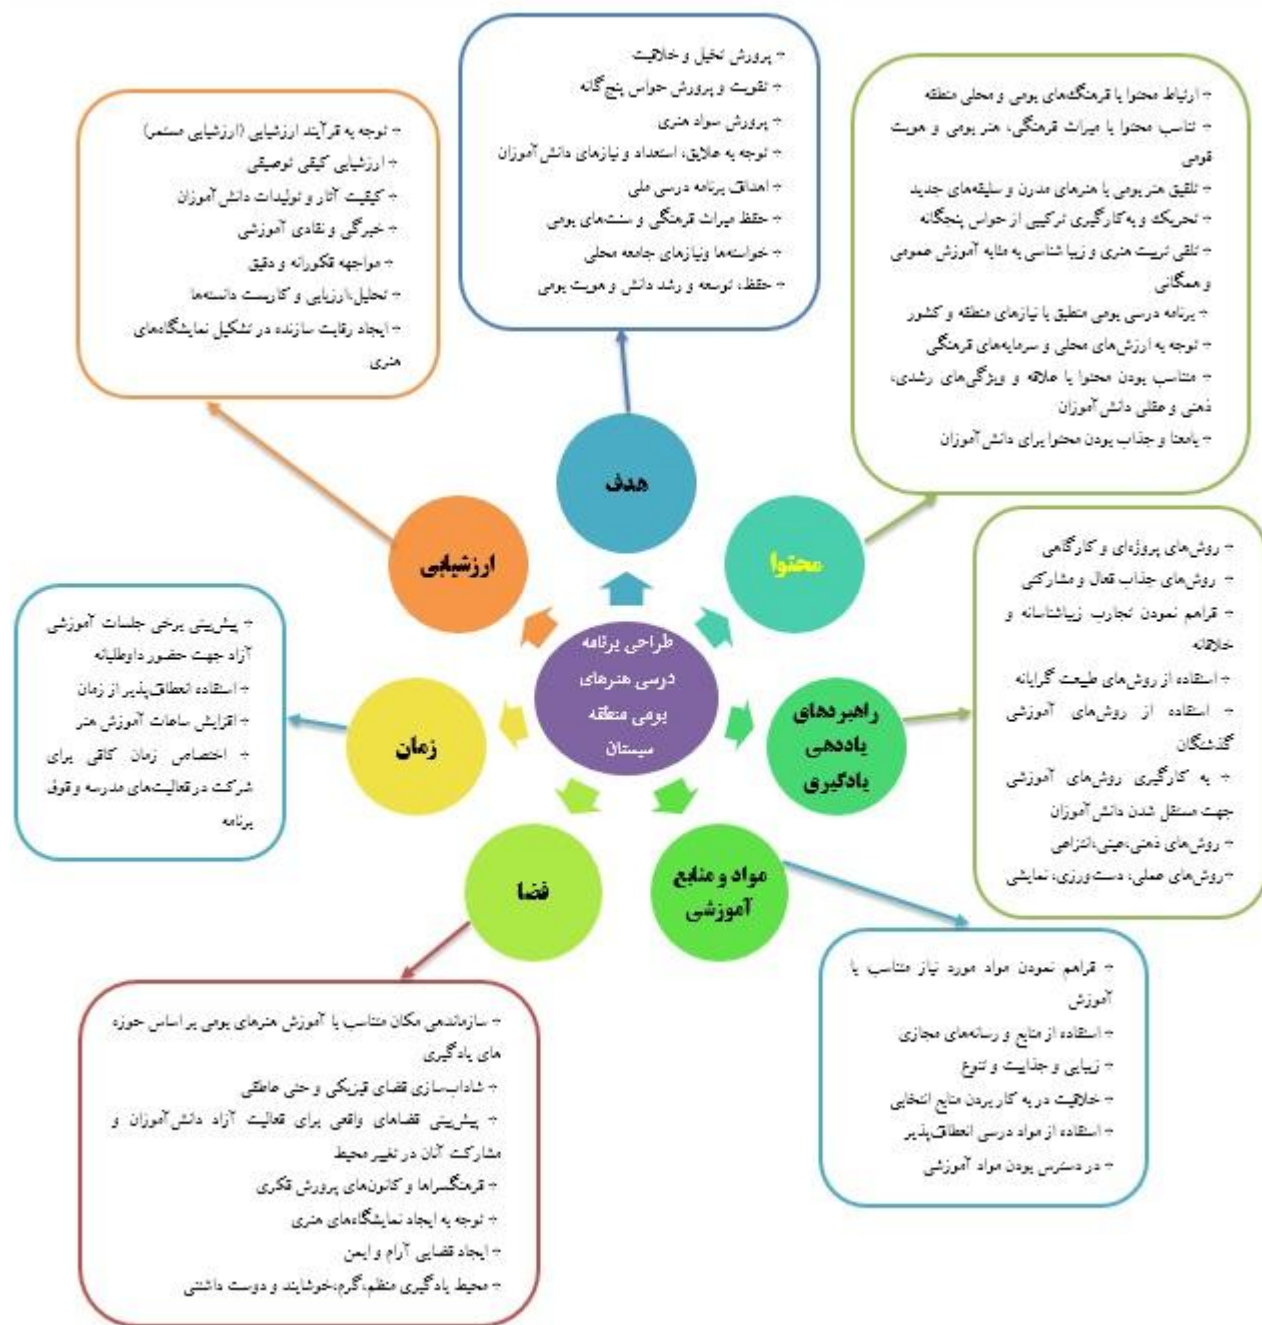 ÷ پرورش تخیل و خلاقیت
÷ تقویت و پرورش حواس پنج‌گانه
÷ پرورش سواد هنری
÷ توجه به علایق، استعداد و نیازهای دانش‌آموزان
÷ اهداف برنامه درسی ملی
÷ حفظ میراث فرهنگی و سنت‌های بومی
÷ خواسته‌ها ونیازهای جامعه محلی
÷ حفظ، توسعه و رشد دانش و هویت بومی
÷ ارتباط محتوا با فرهنگ‌های بومی و محلی منطقه
÷ تناسب محتوا با میراث فرهنگی، هنر بومی و هویت
قومی
÷ تلفیق هنر بومی با هنرهای مدرن و سلیقه‌های جدید
÷ تحریک و به‌کارگیری ترکیبی از حواس پنجگانه
÷ تلقی تربیت هنری و زیبا شناسی به مثابه آموزش عمومی
و همگانی
÷ برنامه درسی بومی منطبق با نیازهای منطقه و کشور
÷ توجه به ارزش‌های محلی و سرمایه‌های فرهنگی
÷ متناسب بودن محتوا با علاقه و ویژگی‌های رشدی،
ذهنی و عقلی دانش‌آموزان
÷ بامعنا و جذاب بودن محتوا برای دانش‌آموزان
÷ توجه به فرآیند ارزشیابی (ارزشیابی مستمر)
÷ ارزشیابی کیفی توصیفی
÷ کیفیت آثار و تولیدات دانش‌آموزان
÷ خبرگی و نقادی آموزشی
÷ مواجهه فکورانه و دقیق
÷ تحلیل،ارزیابی و کاربست دانسته‌ها
÷ ایجاد رقابت سازنده در تشکیل نمایشگاه‌های
هنری
هدف
محتوا
ارزشیابی
طراحی برنامه
درسی هنرهای
بومی منطقه
سیستان
راهبردهای
یاددهی
یادگیری
زمان
فضا
مواد و منابع
آموزشی
÷ روش‌های پروژه‌ای و کارگاهی
÷ روش‌های جذاب فعال و مشارکتی
÷ فراهم نمودن تجارب زیباشناسانه و
خلاقانه
÷ استفاده از روش‌های طبیعت گرایانه
÷ استفاده از روش‌های آموزشی
گذشتگان
÷ به کارگیری روش‌های آموزشی
جهت مستقل شدن دانش‌آموزان
÷ روش‌های ذهنی،عینی،انتزاعی
÷ روش‌های عملی، دست‌ورزی، نمایشی
÷ پیش‌بینی برخی جلسات آموزشی
آزاد جهت حضور داوطلبانه
÷ استفاده انعطاف‌پذیر از زمان
÷ افزایش ساعات آموزش هنر
÷ اختصاص زمان کافی برای
شرکت در فعالیت‌های مدرسه و فوق
برنامه
÷ فراهم نمودن مواد مورد نیاز متناسب با
آموزش
÷ استفاده از منابع و رسانه‌های مجازی
÷ زیبایی و جذابیت و تنوع
÷ خلاقیت در به کار بردن منابع انتخابی
÷ استفاده از مواد درسی انعطاف‌پذیر
÷ در دسترس بودن مواد آموزشی
÷ سازماندهی مکان متناسب با آموزش هنرهای بومی بر اساس حوزه
های یادگیری
÷ شاداب‌سازی فضای فیزیکی و حتی عاطفی
÷ پیش‌بینی فضاهای واقعی برای فعالیت آزاد دانش‌آموزان و
مشارکت آنان در تغییر محیط
÷ فرهنگسراها و کانون‌های پرورش فکری
÷ توجه به ایجاد نمایشگاه‌های هنری
÷ ایجاد فضایی آرام و ایمن
÷ محیط یادگیری منظم،گرم،خوشایند و دوست داشتنی